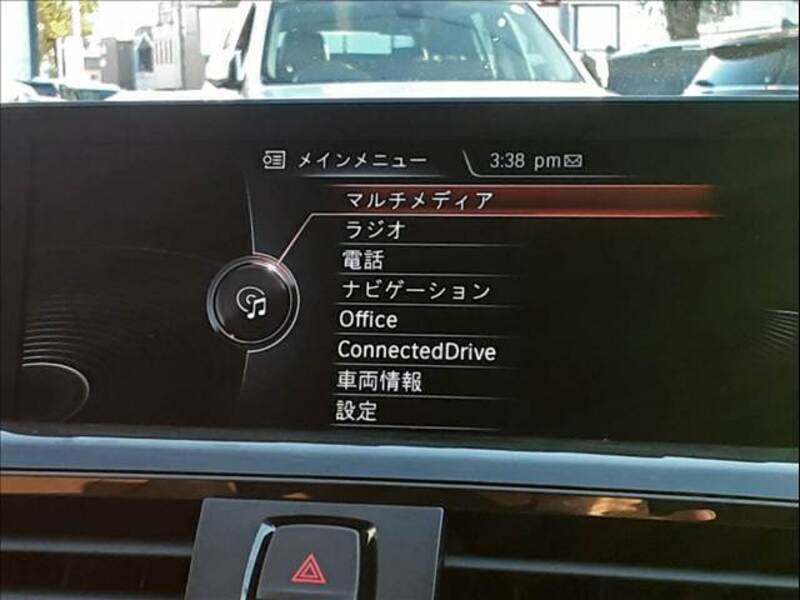 メインメニュー 3:38 pm
マルチメディア
ラジオ
電話
ナビゲーション
Office
ConnectedDrive
車両情報
設定